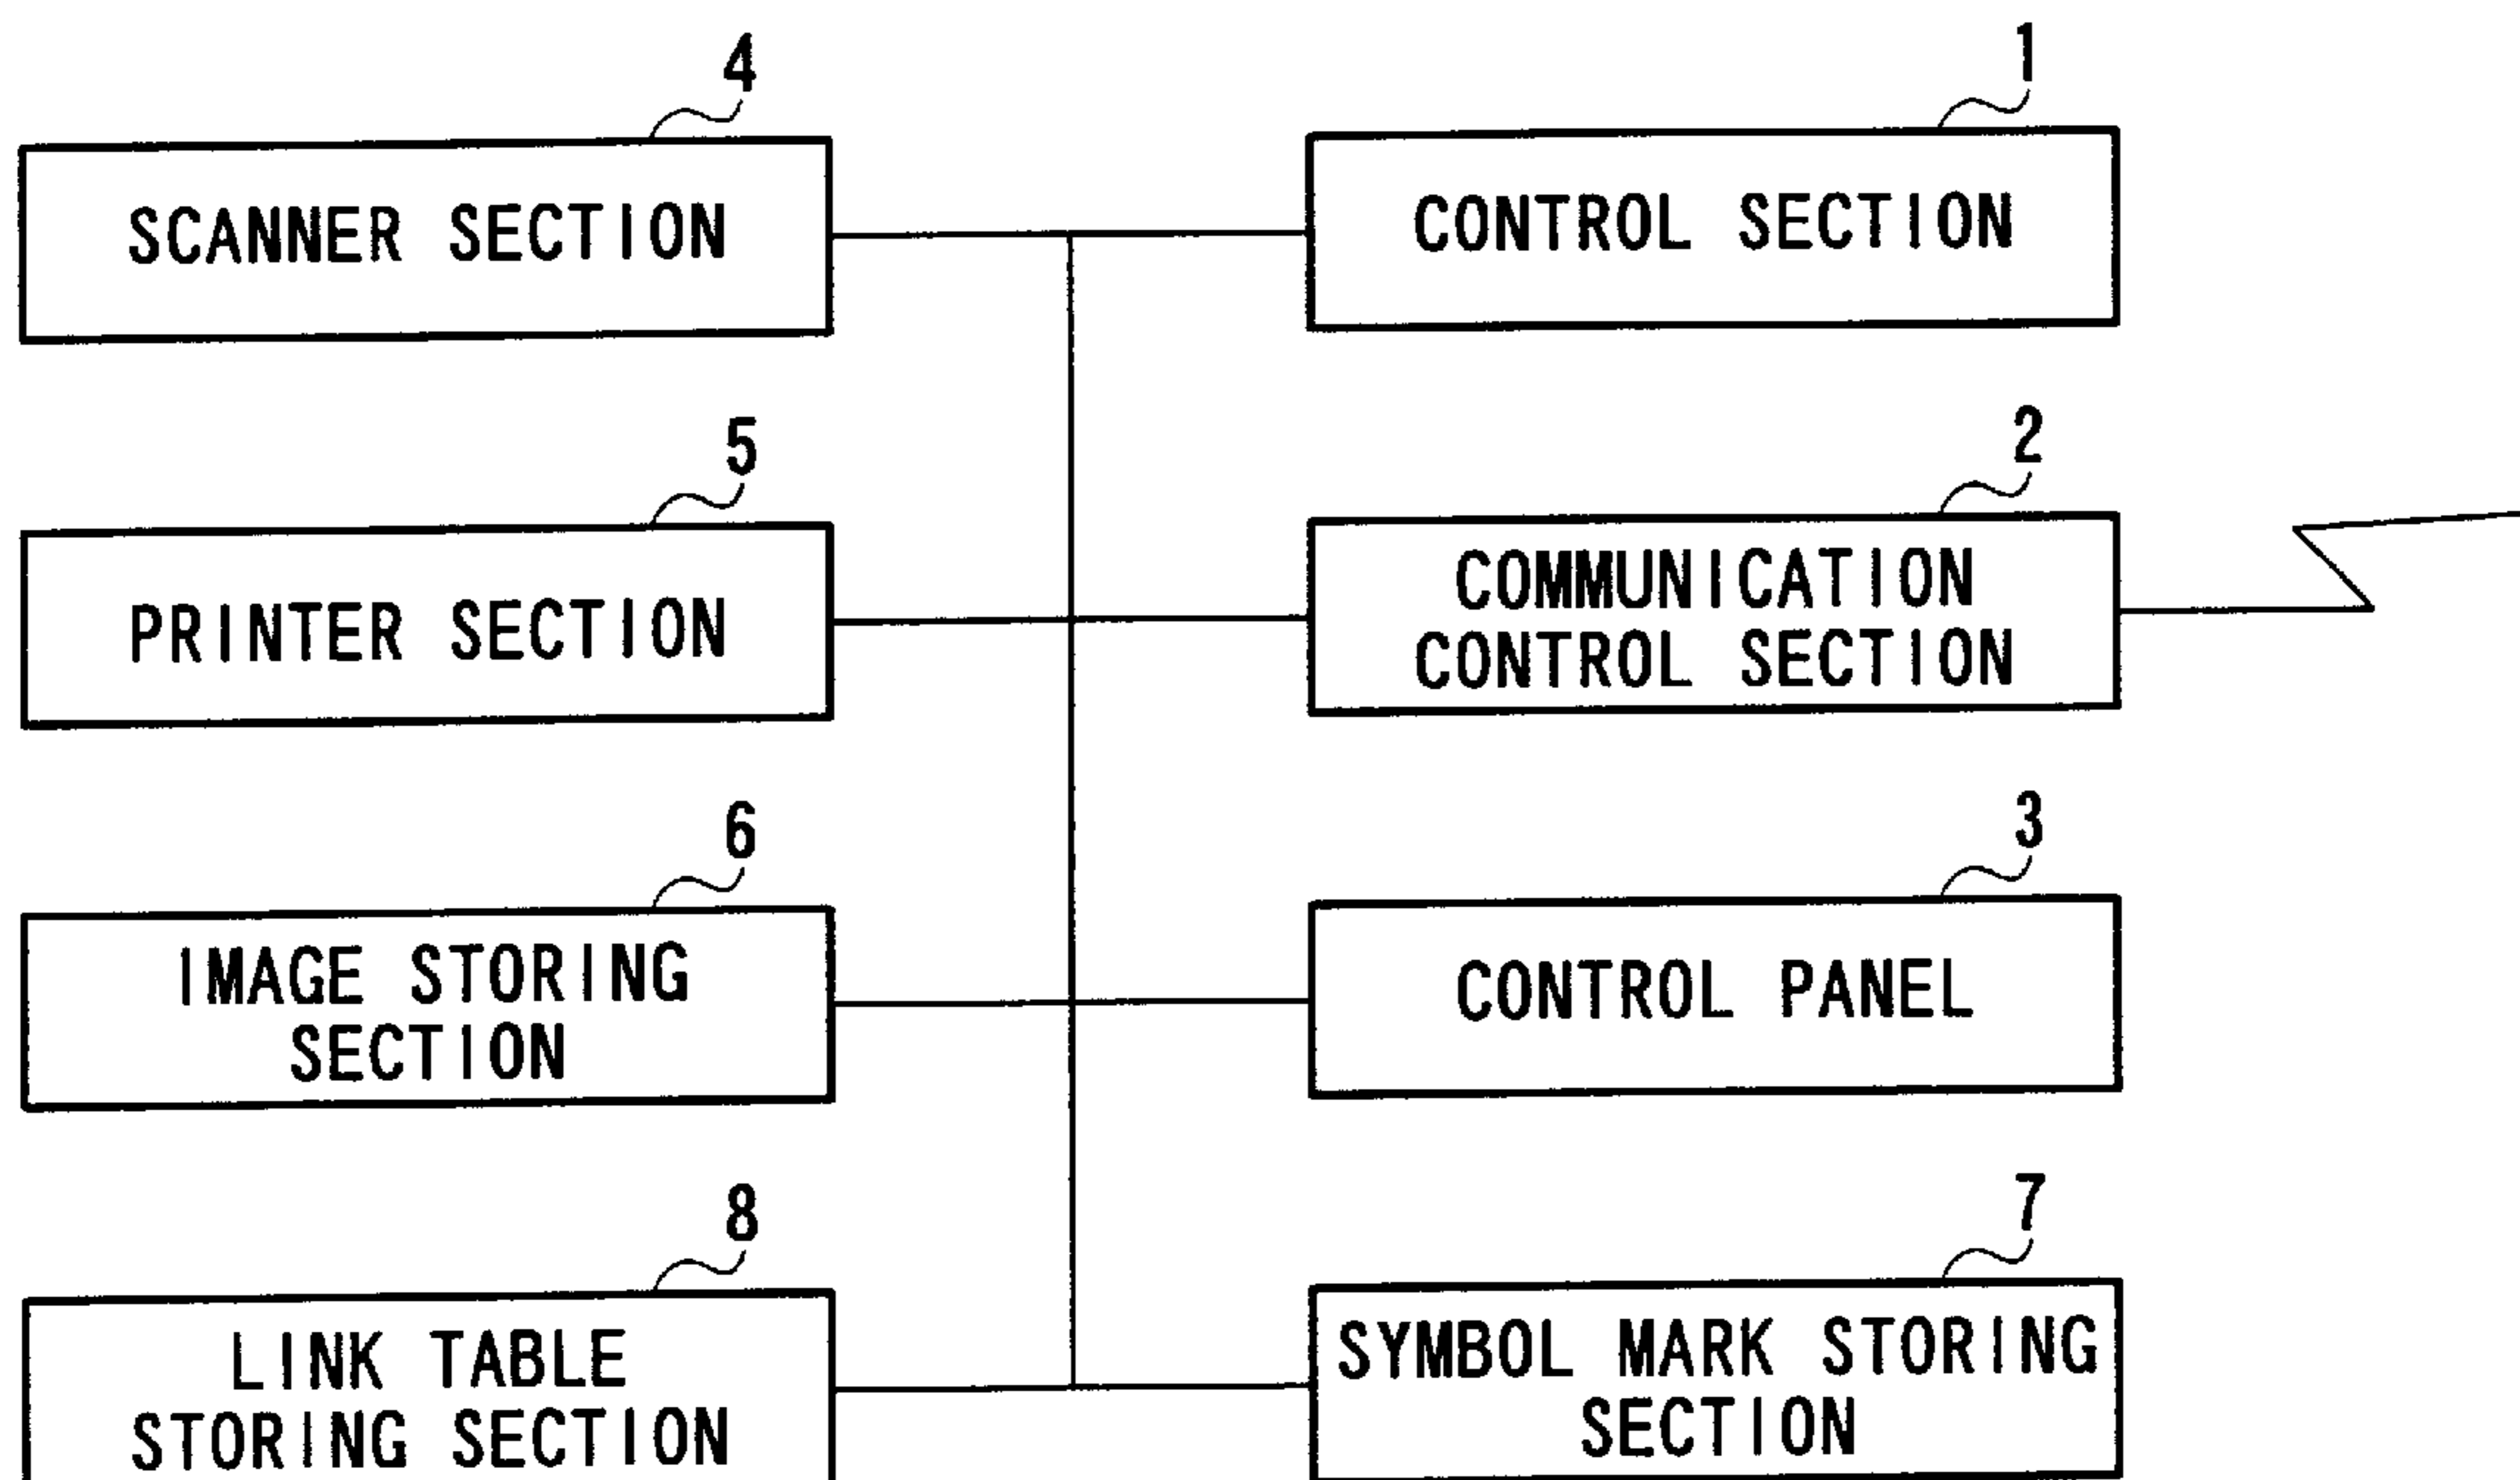 4
SCANNER SECTION
1
CONTROL SECTION
5
PRINTER SECTION
2
COMMUNICATION
CONTROL SECTION
6
IMAGE STORING
SECTION
3
CONTROL PANEL
8
LINK TABLE
STORING SECTION
7
SYMBOL MARK STORING
SECTION